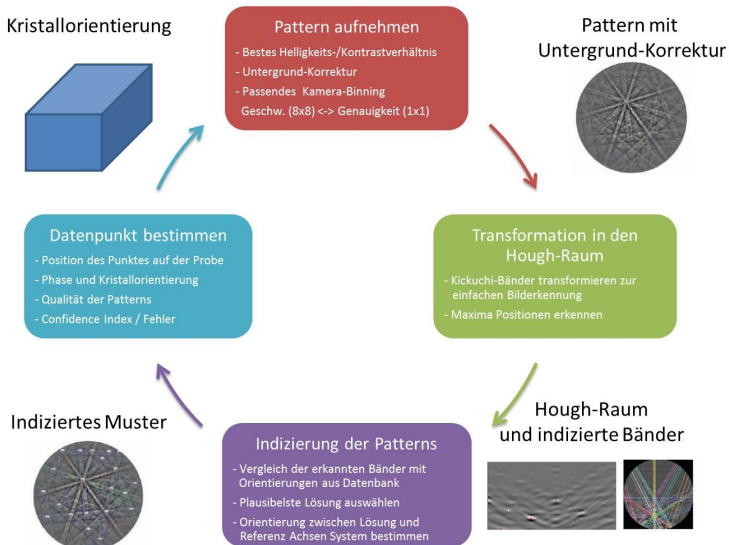 Kristallorientierung
Pattern aufnehmen
- Bestes Helligkeits-/Kontrastverhältnis
- Untergrund-Korrektur
- Passendes Kamera-Binning
Geschw. (8x8) <-> Genauigkeit (1x1)
Pattern mit
Untergrund-Korrektur
Datenpunkt bestimmen
- Position des Punktes auf der Probe
- Phase und Kristallorientierung
- Qualität der Patterns
- Confidence Index / Fehler
Transformation in den
Hough-Raum
- Kickuchi-Bänder transformieren zur
einfachen Bilderkennung
- Maxima Positionen erkennen
Indiziertes Muster
Indizierung der Patterns
- Vergleich der erkannten Bänder mit
Orientierungen aus Datenbank
- Plausibelste Lösung auswählen
- Orientierung zwischen Lösung und
Referenz Achsen System bestimmen
Hough-Raum
und indizierte Bänder